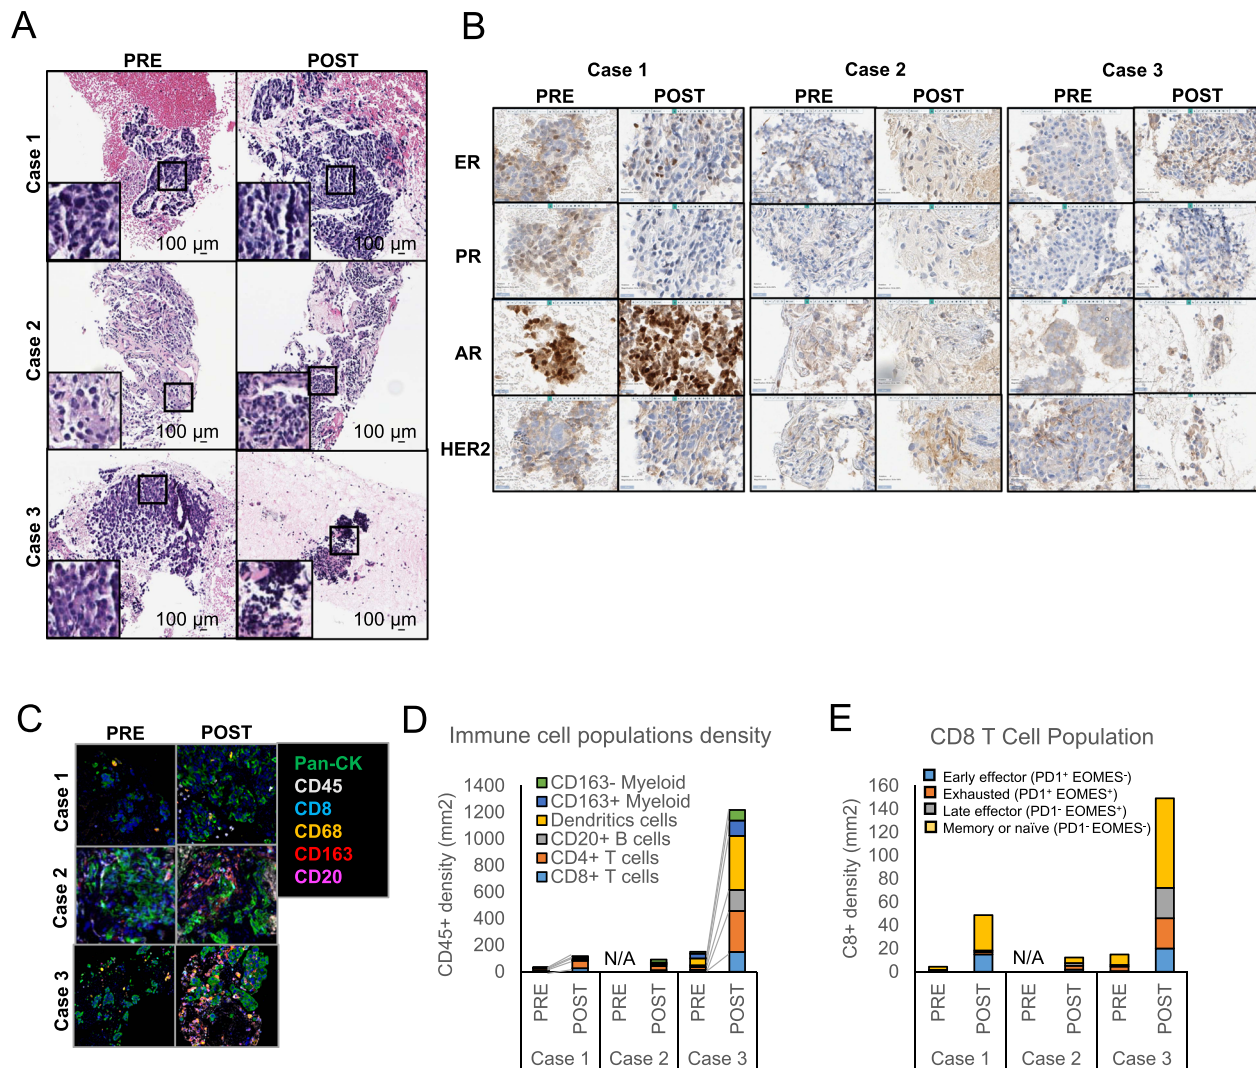 A
PRE POST
Case 1
100 µm 100 µm
Case 2
100 µm 100 µm
Case 3
100 µm 100 µm
B
Case 1 Case 2 Case 3
PRE POST PRE POST PRE POST
ER
PR
AR
HER2
C
PRE POST
Case 1
Case 2
Case 3
Pan-CK
CD45
CD8
CD68
CD163
CD20
D
Immune cell populations density
CD45+ density (mm2)
1400
1200
1000
800
600
400
200
0
CD163- Myeloid
CD163+ Myeloid
Dendritics cells
CD20+ B cells
CD4+ T cells
CD8+ T cells
N/A
PRE POST PRE POST PRE POST
Case 1 Case 2 Case 3
E
CD8 T Cell Population
C8+ density (mm2)
160
140
120
100
80
60
40
20
0
Early effector (PD1⁺ EOMES⁻)
Exhausted (PD1⁺ EOMES⁺)
Late effector (PD1⁻ EOMES⁺)
Memory or naïve (PD1⁻ EOMES⁻)
N/A
PRE POST PRE POST PRE POST
Case 1 Case 2 Case 3